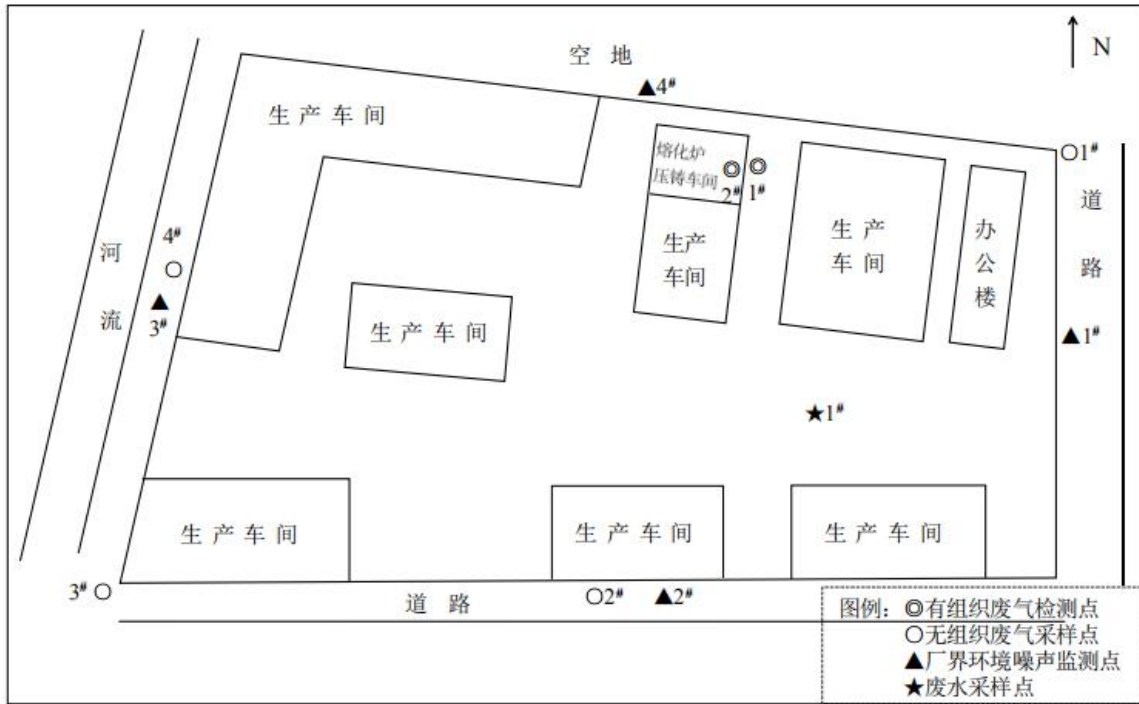 空 地
N
▲4#
生 产 车 间
○1#
熔化炉
压铸车间
2#
1#
道
路
生 产
车 间
办
公
楼
4#
河
流
生产
车间
3#
生 产 车 间
▲1#
★1#
生 产 车 间
生 产 车 间
生 产 车 间
3#○
道 路
○2#
▲2#
图例：◎有组织废气检测点
○无组织废气采样点
▲厂界环境噪声监测点
★废水采样点